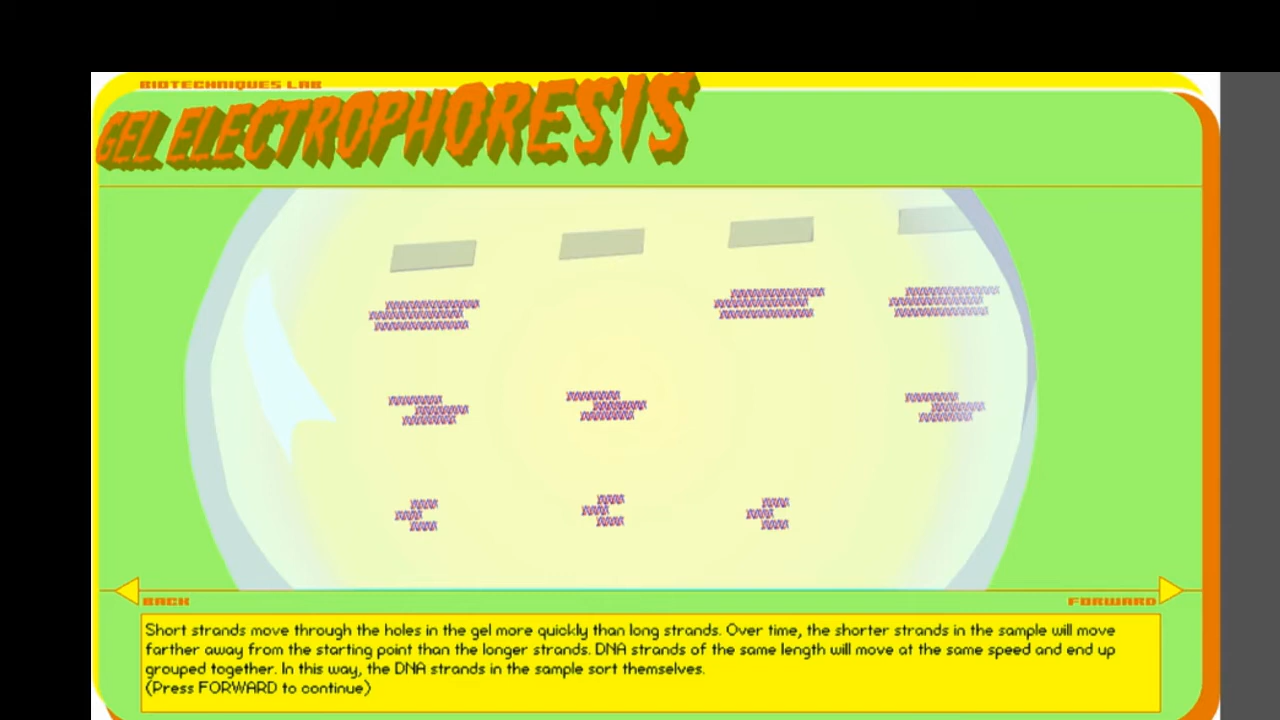 BIOTECHNIQUES LAB
GEL ELECTROPHORESIS
BACK
FORWARD
Short strands move through the holes in the gel more quickly than long strands. Over time, the shorter strands in the sample will move
farther away from the starting point than the longer strands. DNA strands of the same length will move at the same speed and end up
grouped together. In this way, the DNA strands in the sample sort themselves.
(Press FORWARD to continue)